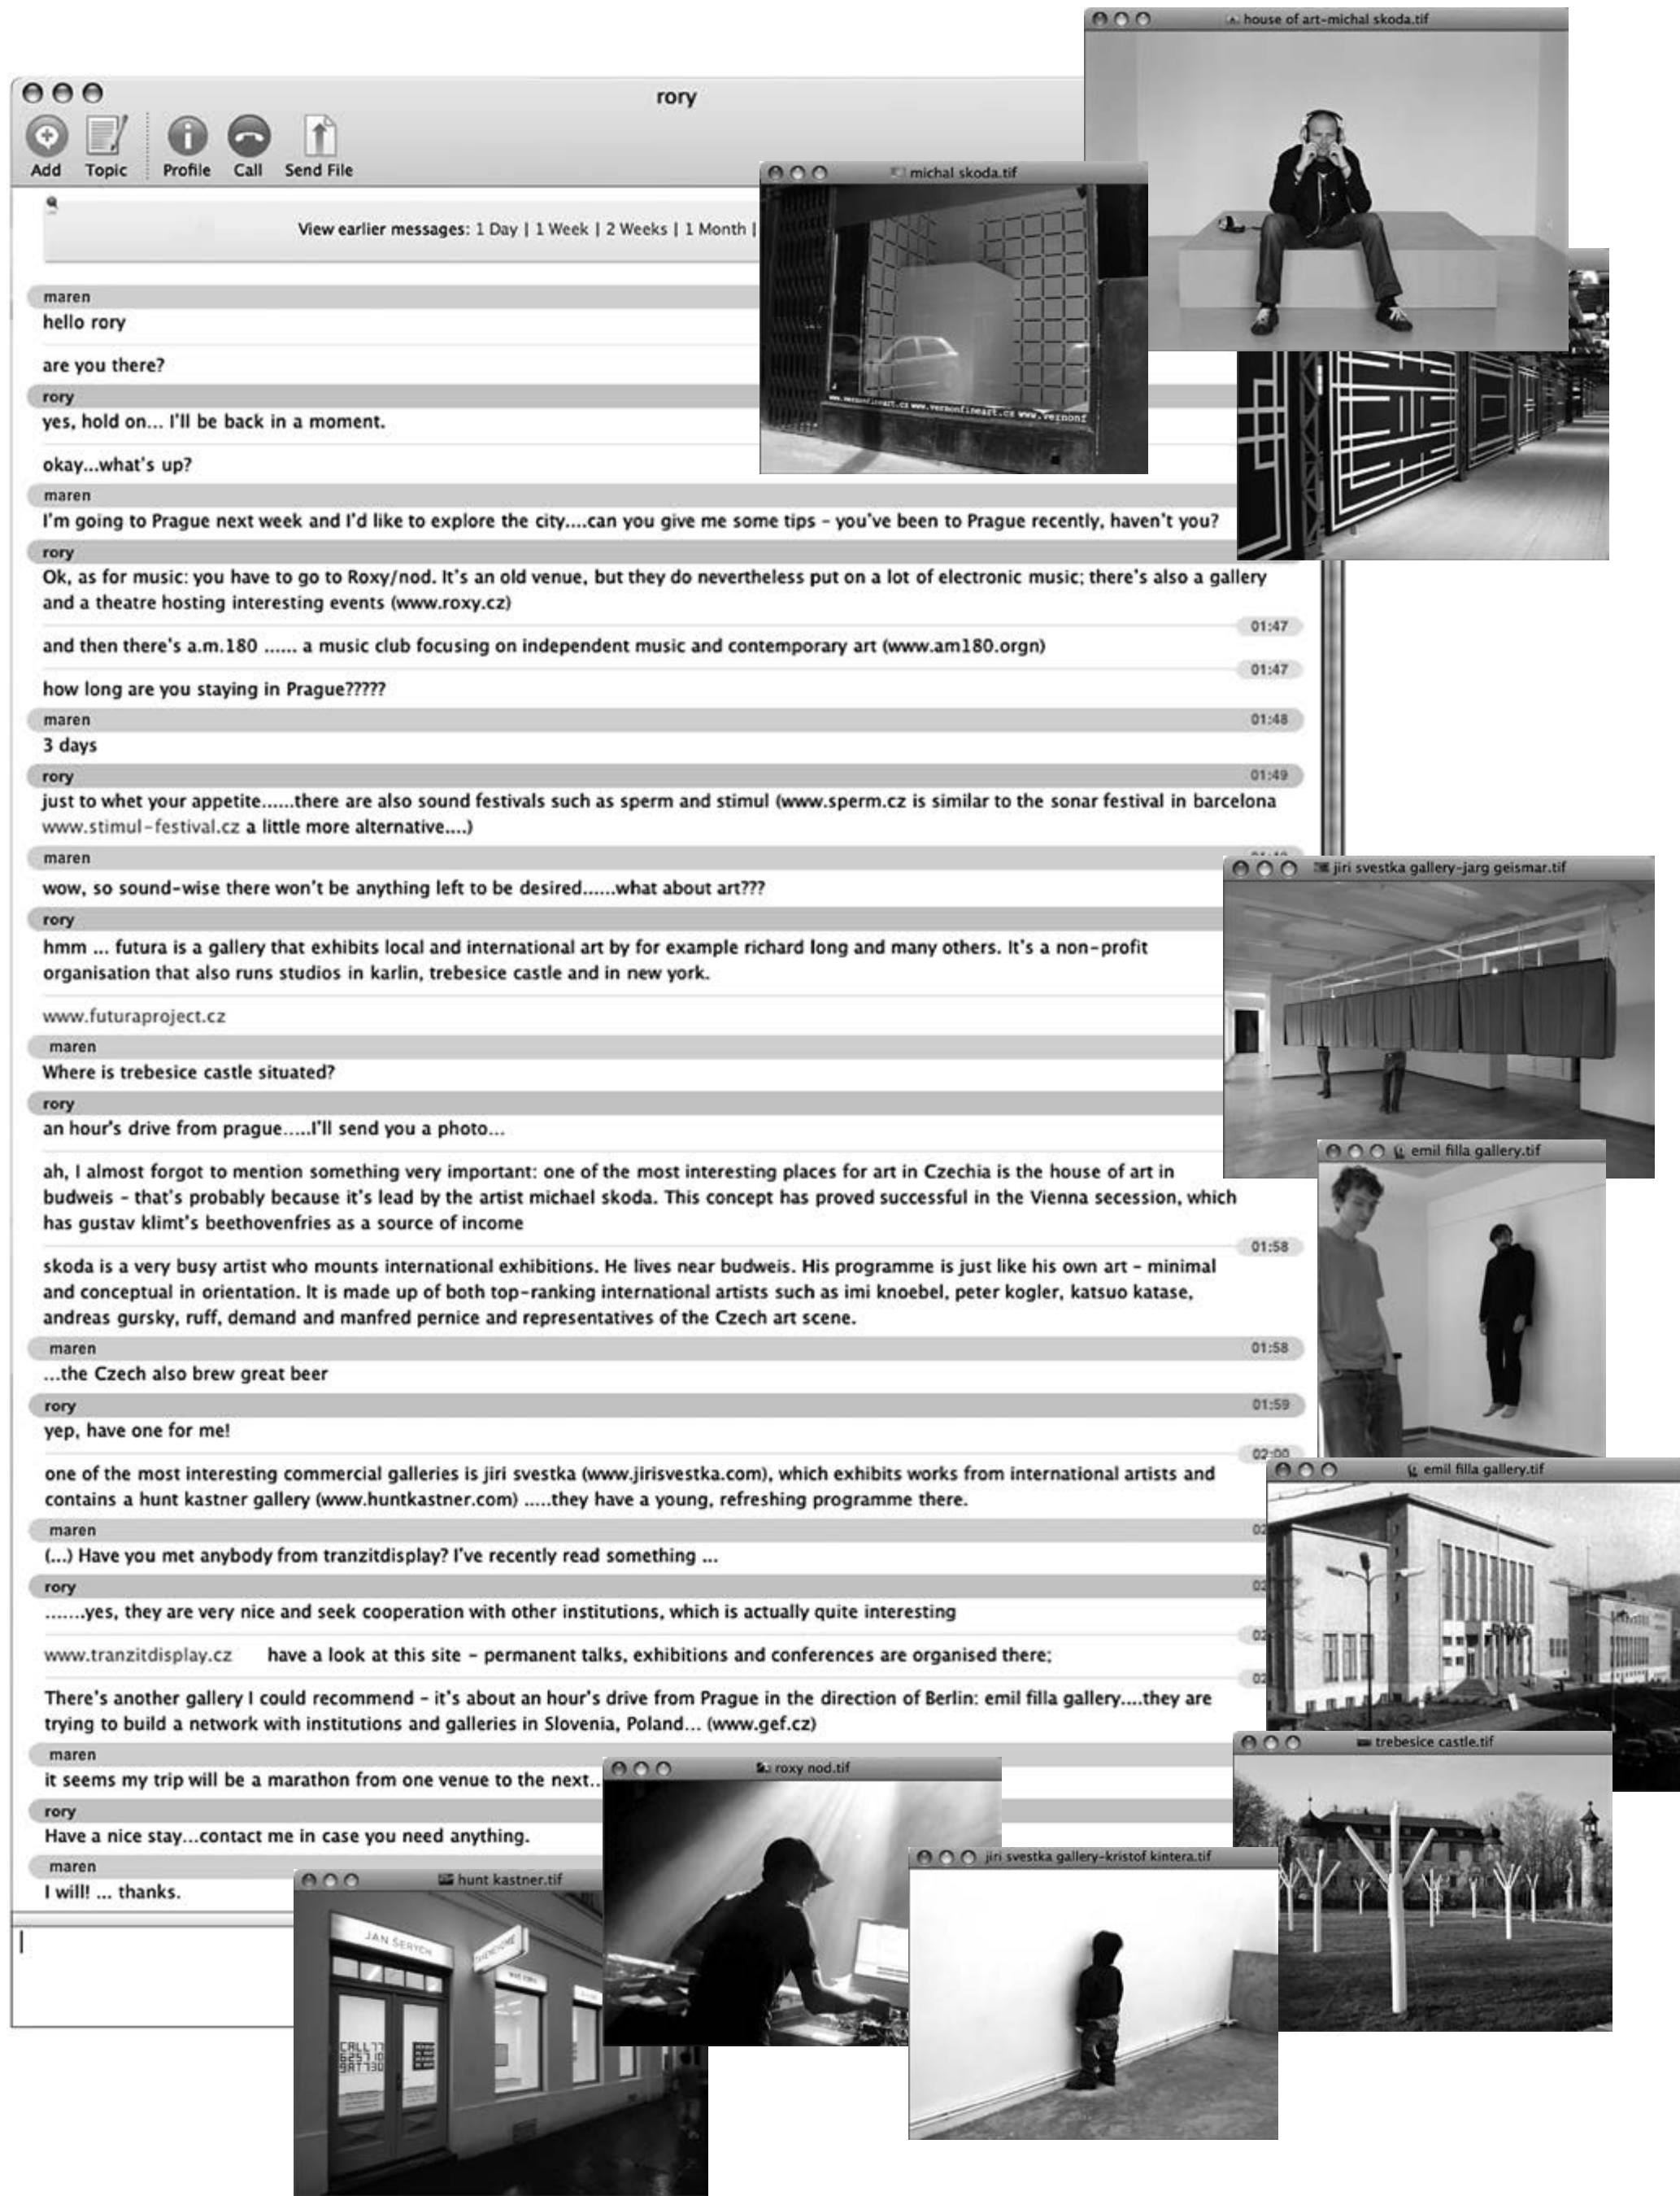 house of art-michal skoda.tif
rory
Add Topic Profile Call Send File
michal skoda.tif
View earlier messages: 1 Day | 1 Week | 2 Weeks | 1 Month |
maren
hello rory
are you there?
rory
yes, hold on... I'll be back in a moment.
www.vernonfineart.cz www.vernonfineart.cz www.vernonf
okay...what's up?
maren
I'm going to Prague next week and I'd like to explore the city....can you give me some tips – you've been to Prague recently, haven't you?
rory
Ok, as for music: you have to go to Roxy/nod. It's an old venue, but they do nevertheless put on a lot of electronic music; there's also a gallery
and a theatre hosting interesting events (www.roxy.cz)
01:47
and then there's a.m.180 ...... a music club focusing on independent music and contemporary art (www.am180.orgn)
01:47
how long are you staying in Prague?????
maren 01:48
3 days
rory 01:49
just to whet your appetite......there are also sound festivals such as sperm and stimul (www.sperm.cz is similar to the sonar festival in barcelona
www.stimul-festival.cz a little more alternative....)
maren
jiri svestka gallery-jarg geismar.tif
wow, so sound-wise there won't be anything left to be desired......what about art???
rory
hmm ... futura is a gallery that exhibits local and international art by for example richard long and many others. It's a non-profit
organisation that also runs studios in karlin, trebesice castle and in new york.
www.futuraproject.cz
maren
Where is trebesice castle situated?
rory
an hour's drive from prague.....I'll send you a photo...
emil filla gallery.tif
ah, I almost forgot to mention something very important: one of the most interesting places for art in Czechia is the house of art in
budweis – that's probably because it's lead by the artist michael skoda. This concept has proved successful in the Vienna secession, which
has gustav klimt's beethovenfries as a source of income
01:58
skoda is a very busy artist who mounts international exhibitions. He lives near budweis. His programme is just like his own art – minimal
and conceptual in orientation. It is made up of both top-ranking international artists such as imi knoebel, peter kogler, katsuo katase,
andreas gursky, ruff, demand and manfred pernice and representatives of the Czech art scene.
maren 01:58
...the Czech also brew great beer
rory 01:59
yep, have one for me!
02:00
emil filla gallery.tif
one of the most interesting commercial galleries is jiri svestka (www.jirisvestka.com), which exhibits works from international artists and
contains a hunt kastner gallery (www.huntkastner.com) .....they have a young, refreshing programme there.
maren 02
(...) Have you met anybody from tranzitdisplay? I've recently read something ...
rory 02
.......yes, they are very nice and seek cooperation with other institutions, which is actually quite interesting
02
www.tranzitdisplay.cz have a look at this site – permanent talks, exhibitions and conferences are organised there;
02
There's another gallery I could recommend – it's about an hour's drive from Prague in the direction of Berlin: emil filla gallery....they are
trying to build a network with institutions and galleries in Slovenia, Poland... (www.gef.cz)
maren
trebesice castle.tif
it seems my trip will be a marathon from one venue to the next..
roxy nod.tif
rory
Have a nice stay...contact me in case you need anything.
maren
jiri svestka gallery-kristof kintera.tif
I will! ... thanks.
hunt kastner.tif
JAN ŠERÝCH